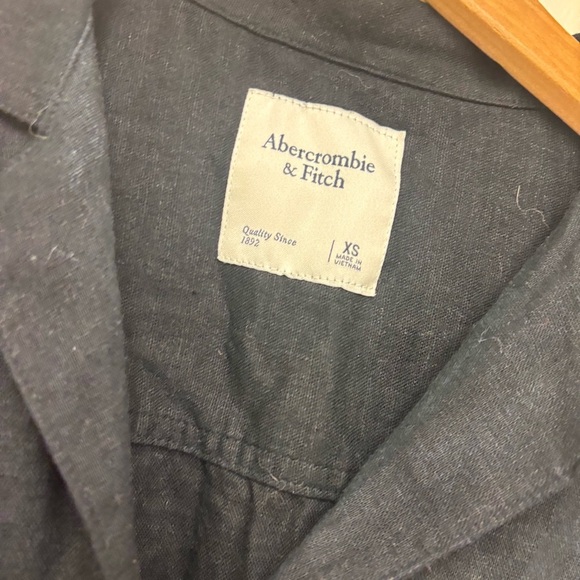 Abercrombie
& Fitch
Quality Since
1892
XS
MADE IN
VIETNAM